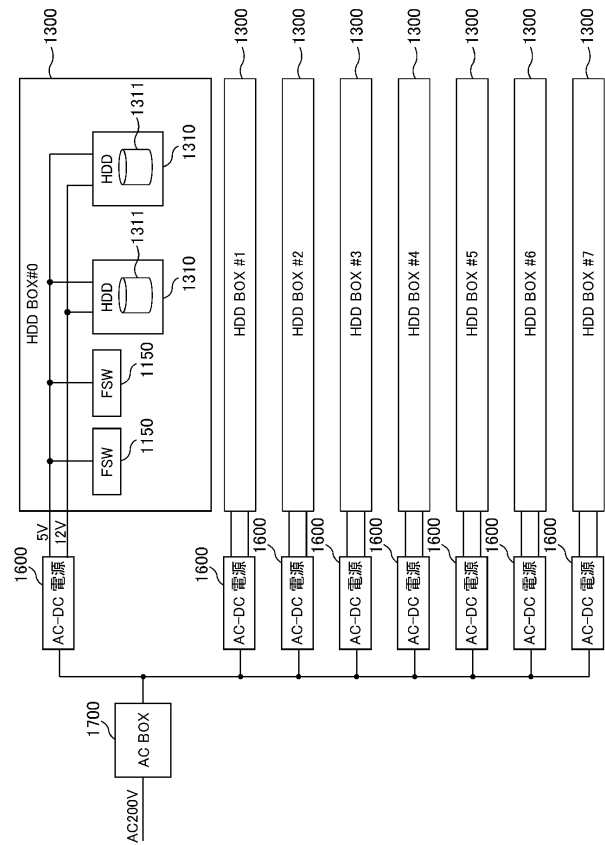 1300
1300
1300
1300
1300
1300
1300
1300
HDD BOX#0
HDD
1311
1310
HDD
1311
1310
FSW
1150
FSW
1150
5V
12V
HDD BOX #1
HDD BOX #2
HDD BOX #3
HDD BOX #4
HDD BOX #5
HDD BOX #6
HDD BOX #7
1600
AC-DC 電源
1600
AC-DC 電源
1600
AC-DC 電源
1600
AC-DC 電源
1600
AC-DC 電源
1600
AC-DC 電源
1600
AC-DC 電源
1600
AC-DC 電源
1700
AC BOX
AC200V